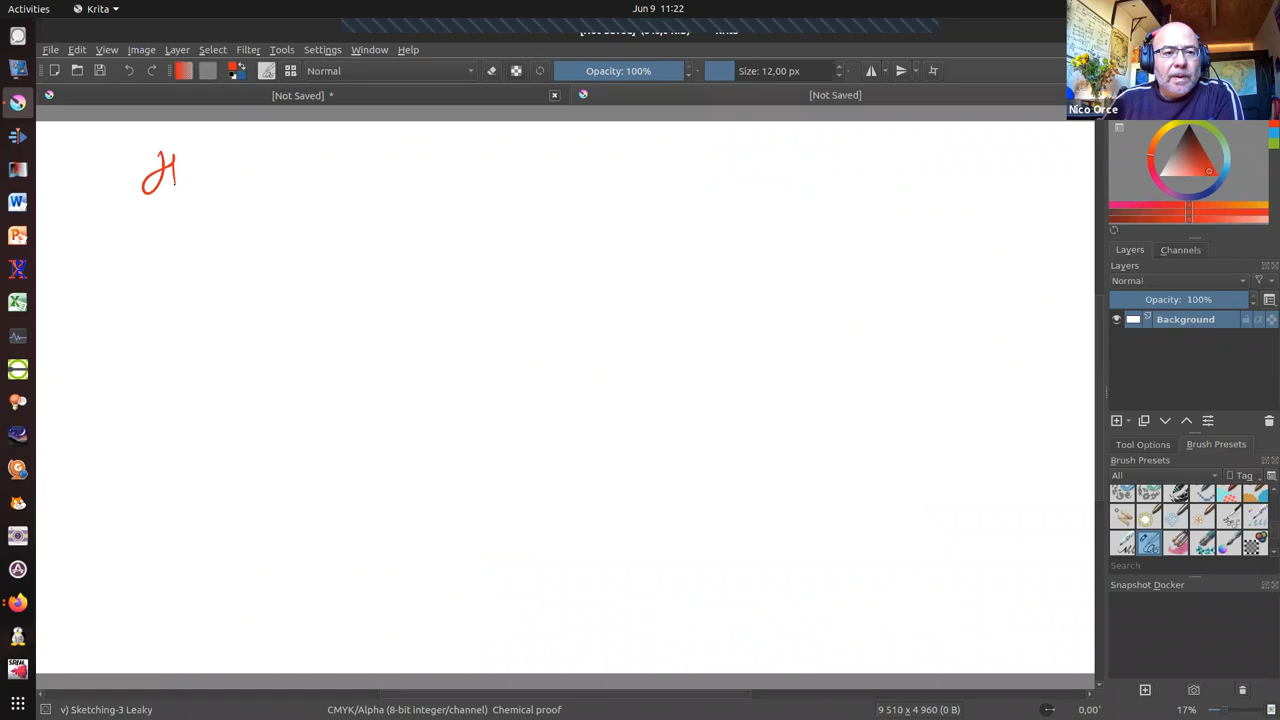 Activities Krita Jun 9 11:22
File Edit View Image Layer Select Filter Tools Settings Window Help
Normal Opacity: 100% Size: 12,00 px
[Not Saved] * [Not Saved]
Nico Orce
H
Layers Channels
Layers
Normal
Opacity: 100%
Background
Tool Options Brush Presets
Brush Presets
All Tag
Search
Snapshot Docker
v) Sketching-3 Leaky CMYK/Alpha (8-bit integer/channel) Chemical proof 9 510 x 4 960 (0 B) 0,00° 17%